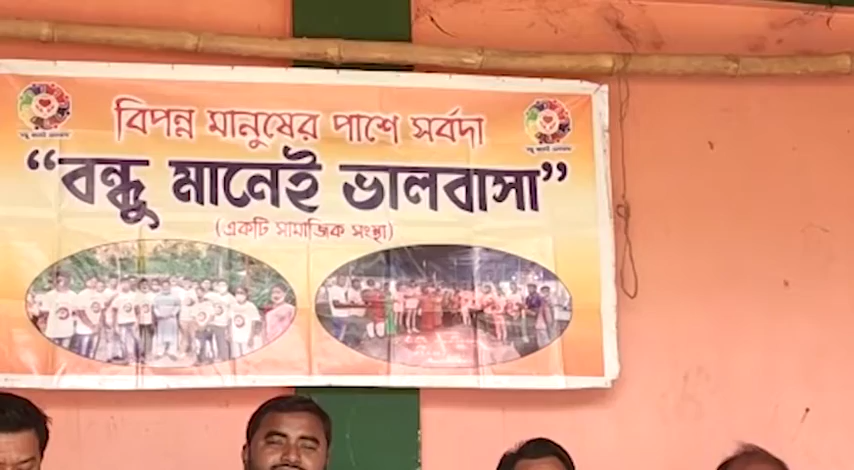 বিপন্ন মানুষের পাশে সর্বদা
“বন্ধু মানেই ভালবাসা”
(একটি সামাজিক সংস্থা)